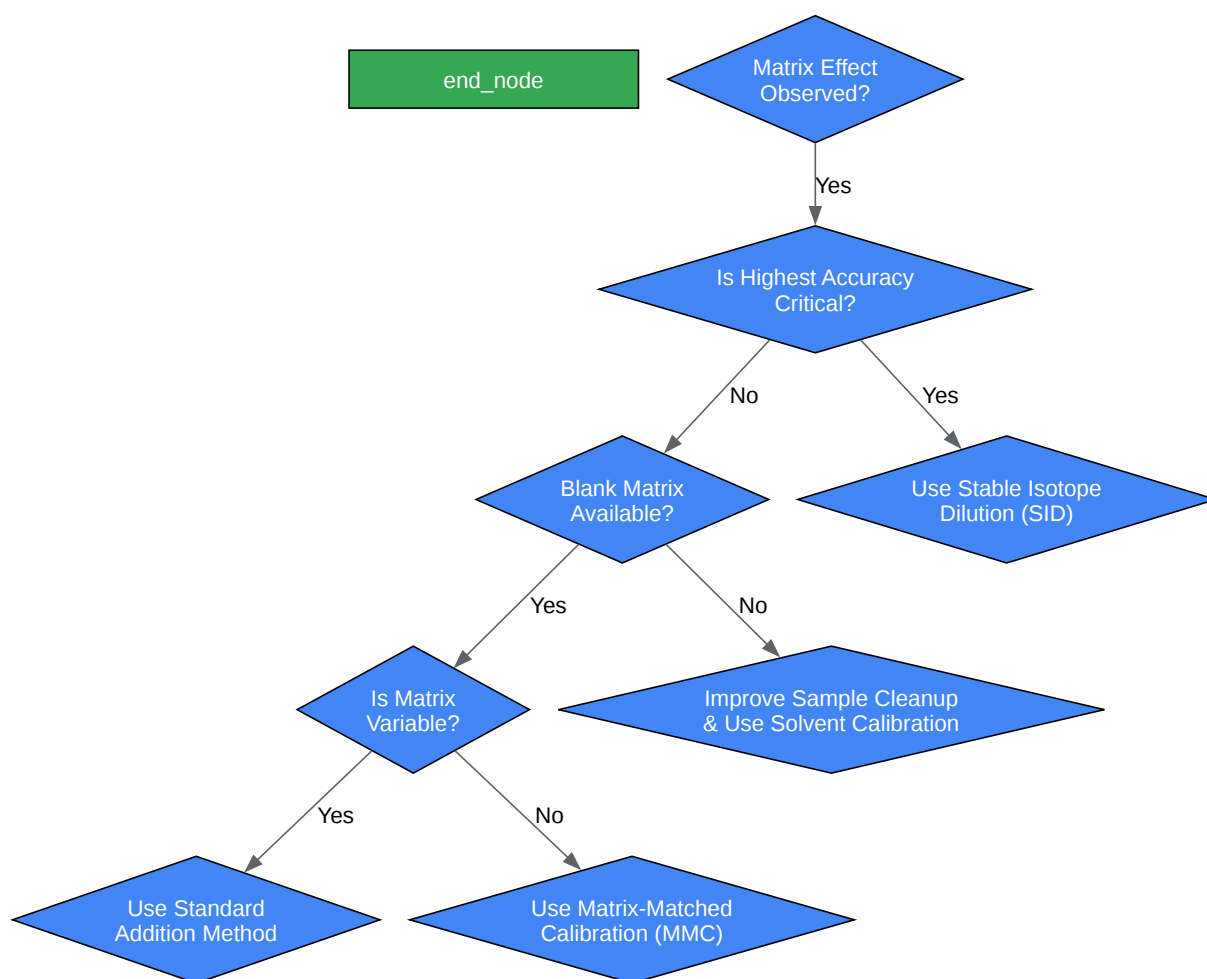 end_node
Matrix Effect
Observed?
Yes
Is Highest Accuracy
Critical?
No
Yes
Blank Matrix
Available?
Use Stable Isotope
Dilution (SID)
Yes
No
Is Matrix
Variable?
Improve Sample Cleanup
& Use Solvent Calibration
Yes
No
Use Standard
Addition Method
Use Matrix-Matched
Calibration (MMC)